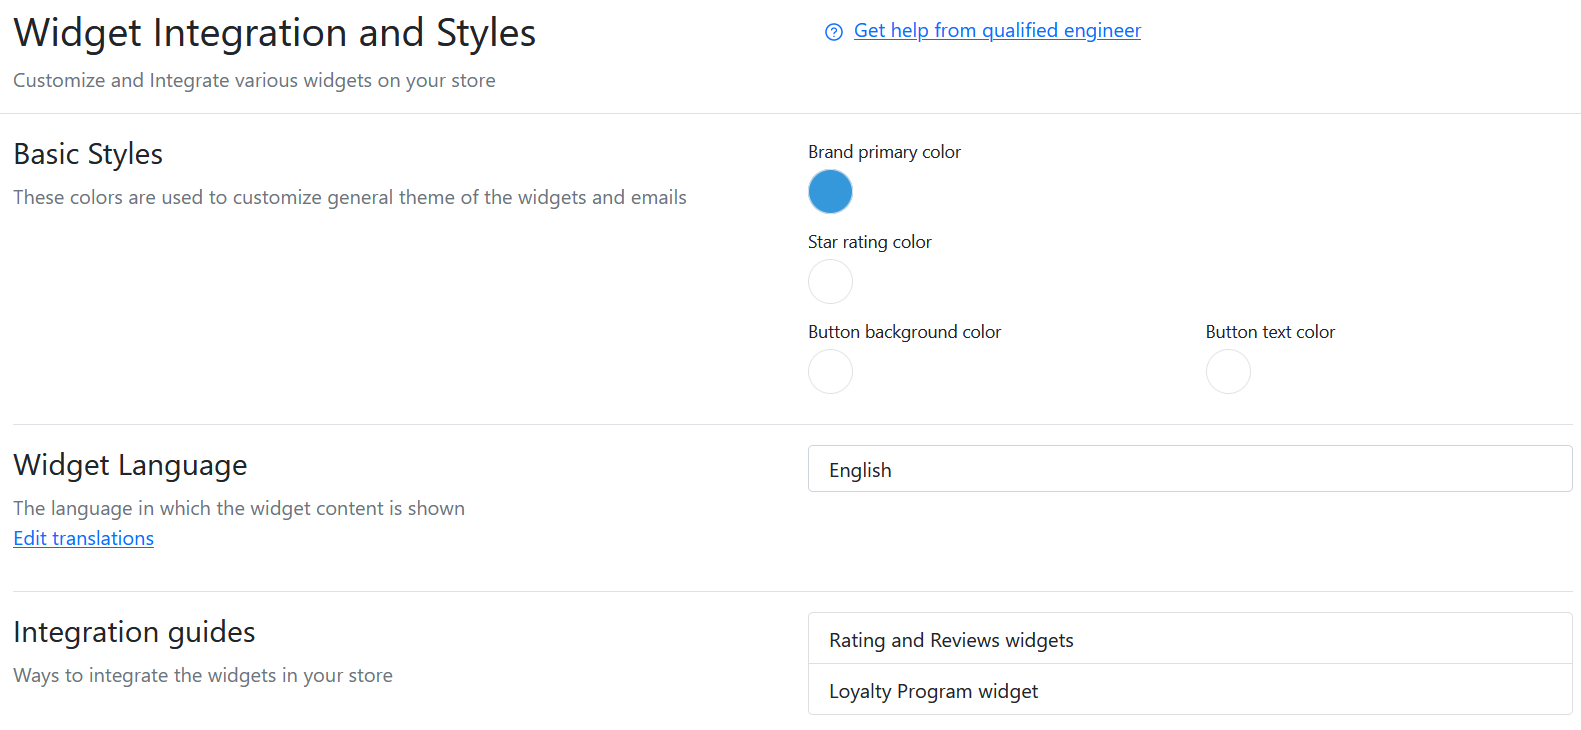 Widget Integration and Styles
Get help from qualified engineer
Customize and Integrate various widgets on your store
Basic Styles
These colors are used to customize general theme of the widgets and emails
Brand primary color
Star rating color
Button background color
Button text color
Widget Language
The language in which the widget content is shown
Edit translations
English
Integration guides
Ways to integrate the widgets in your store
Rating and Reviews widgets
Loyalty Program widget